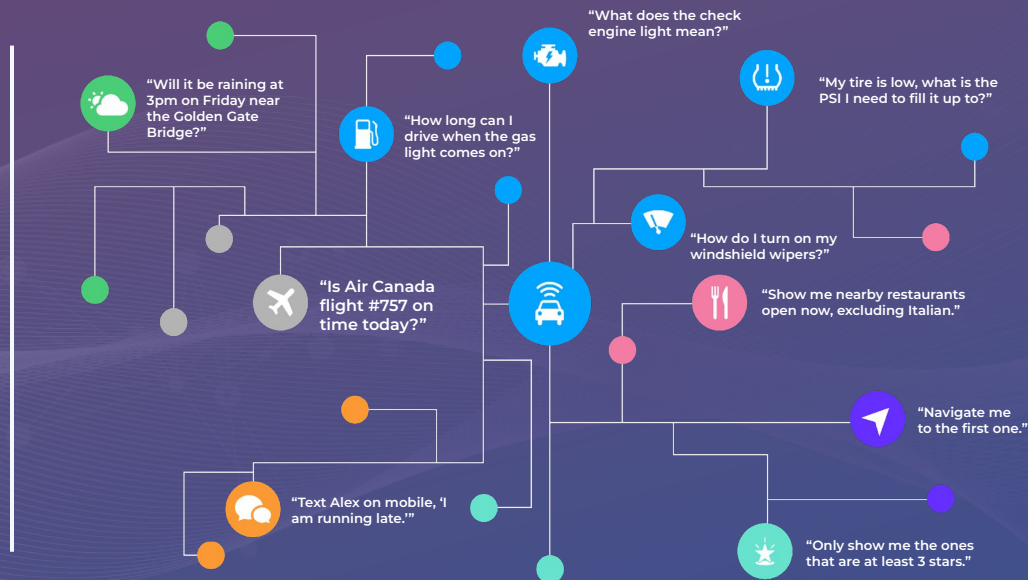 “What does the check
engine light mean?”
“Will it be raining at
3pm on Friday near
the Golden Gate
Bridge?”
“My tire is low, what is the
PSI I need to fill it up to?”
“How long can I
drive when the gas
light comes on?”
“How do I turn on my
windshield wipers?”
“Is Air Canada
flight #757 on
time today?”
“Show me nearby restaurants
open now, excluding Italian.”
“Navigate me
to the first one.”
“Text Alex on mobile, ‘I
am running late.’”
“Only show me the ones
that are at least 3 stars.”